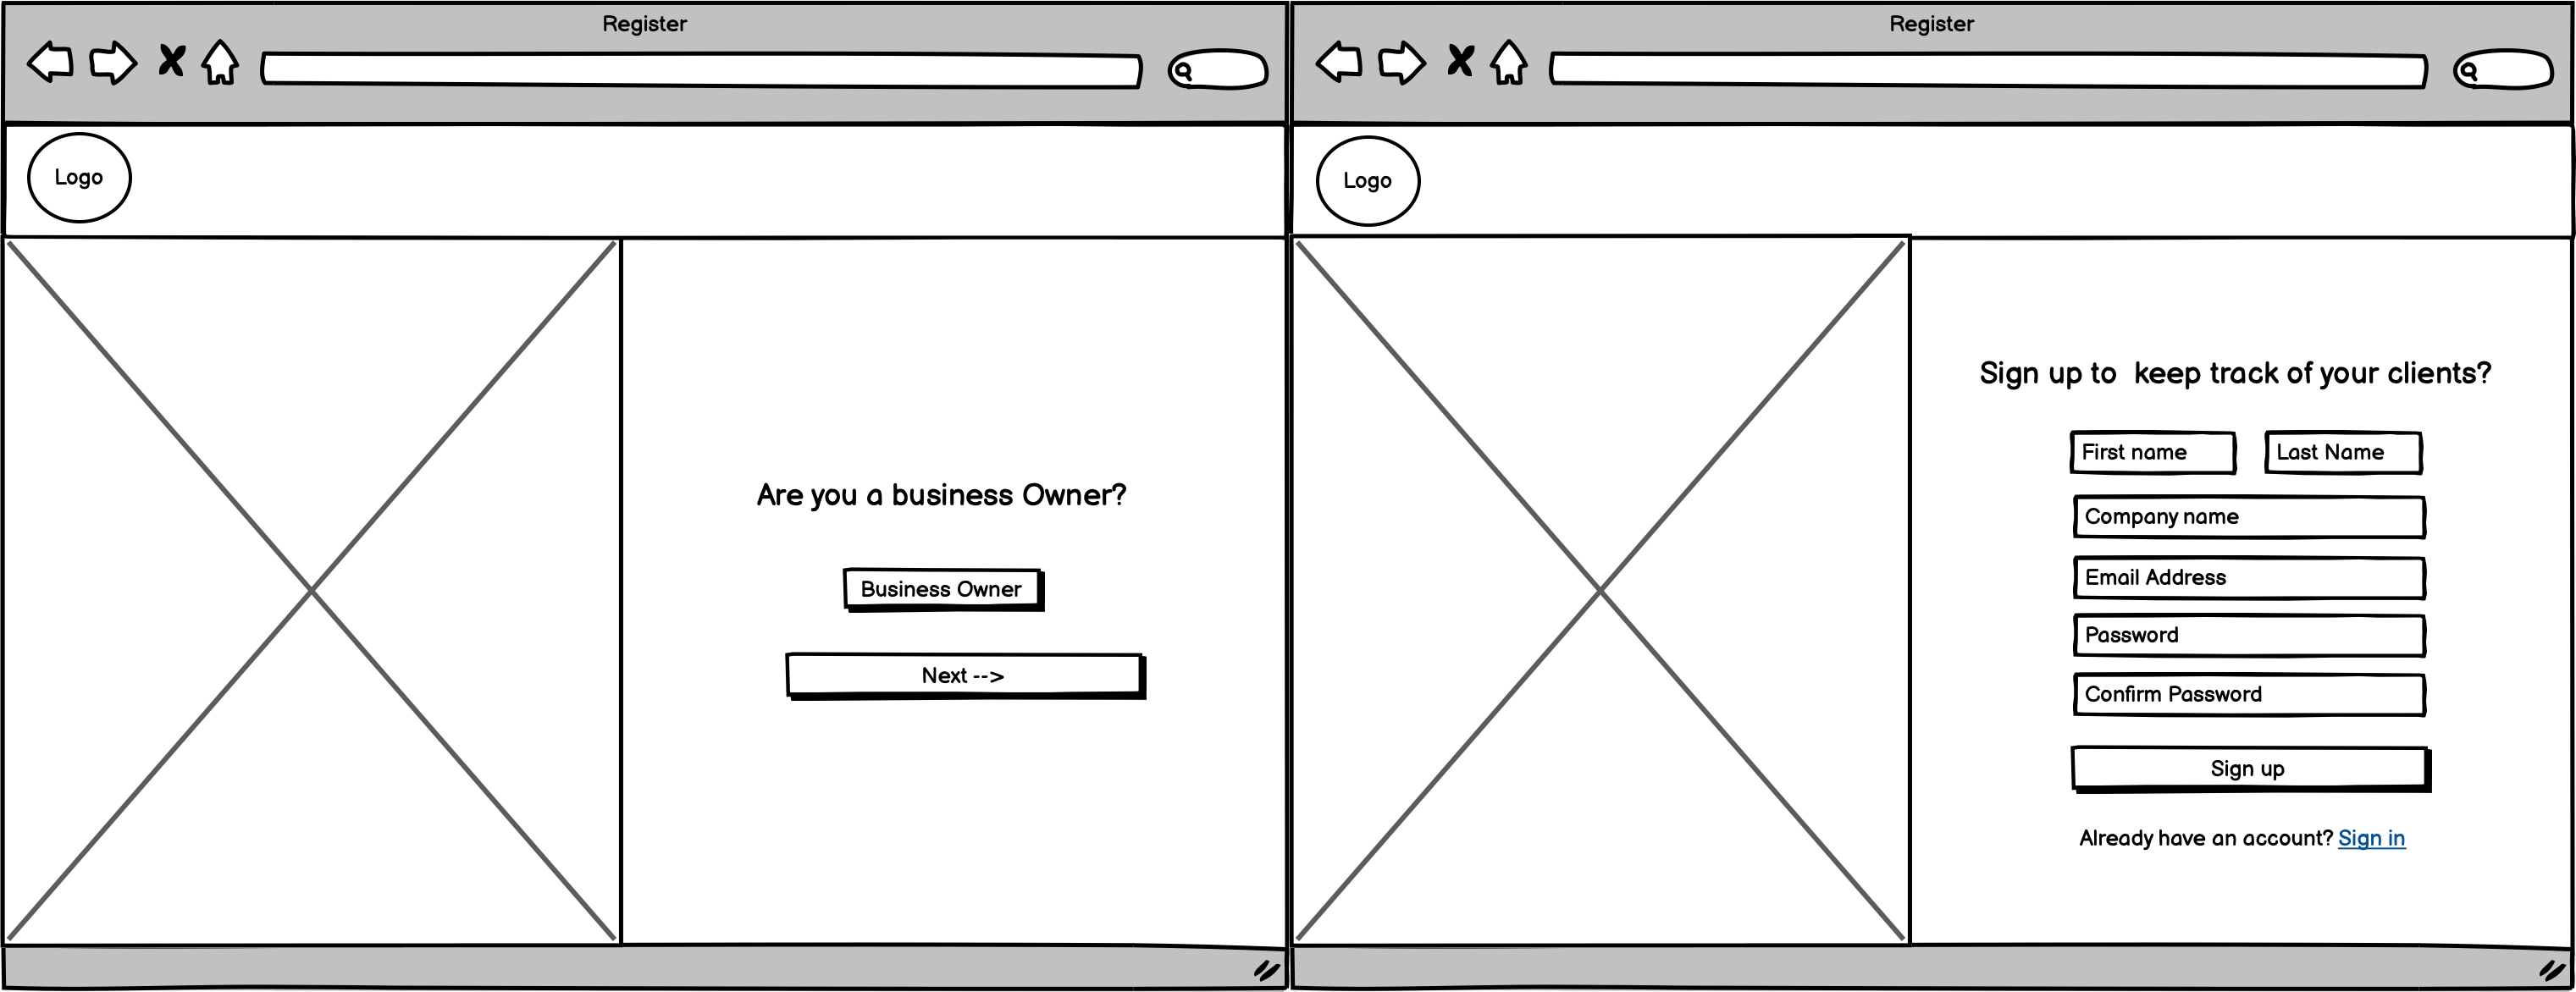 Register
Logo
Are you a business Owner?
Business Owner
Next -->
Register
Logo
Sign up to  keep track of your clients?
First name
Last Name
Company name
Email Address
Password
Confirm Password
Sign up
Already have an account? Sign in